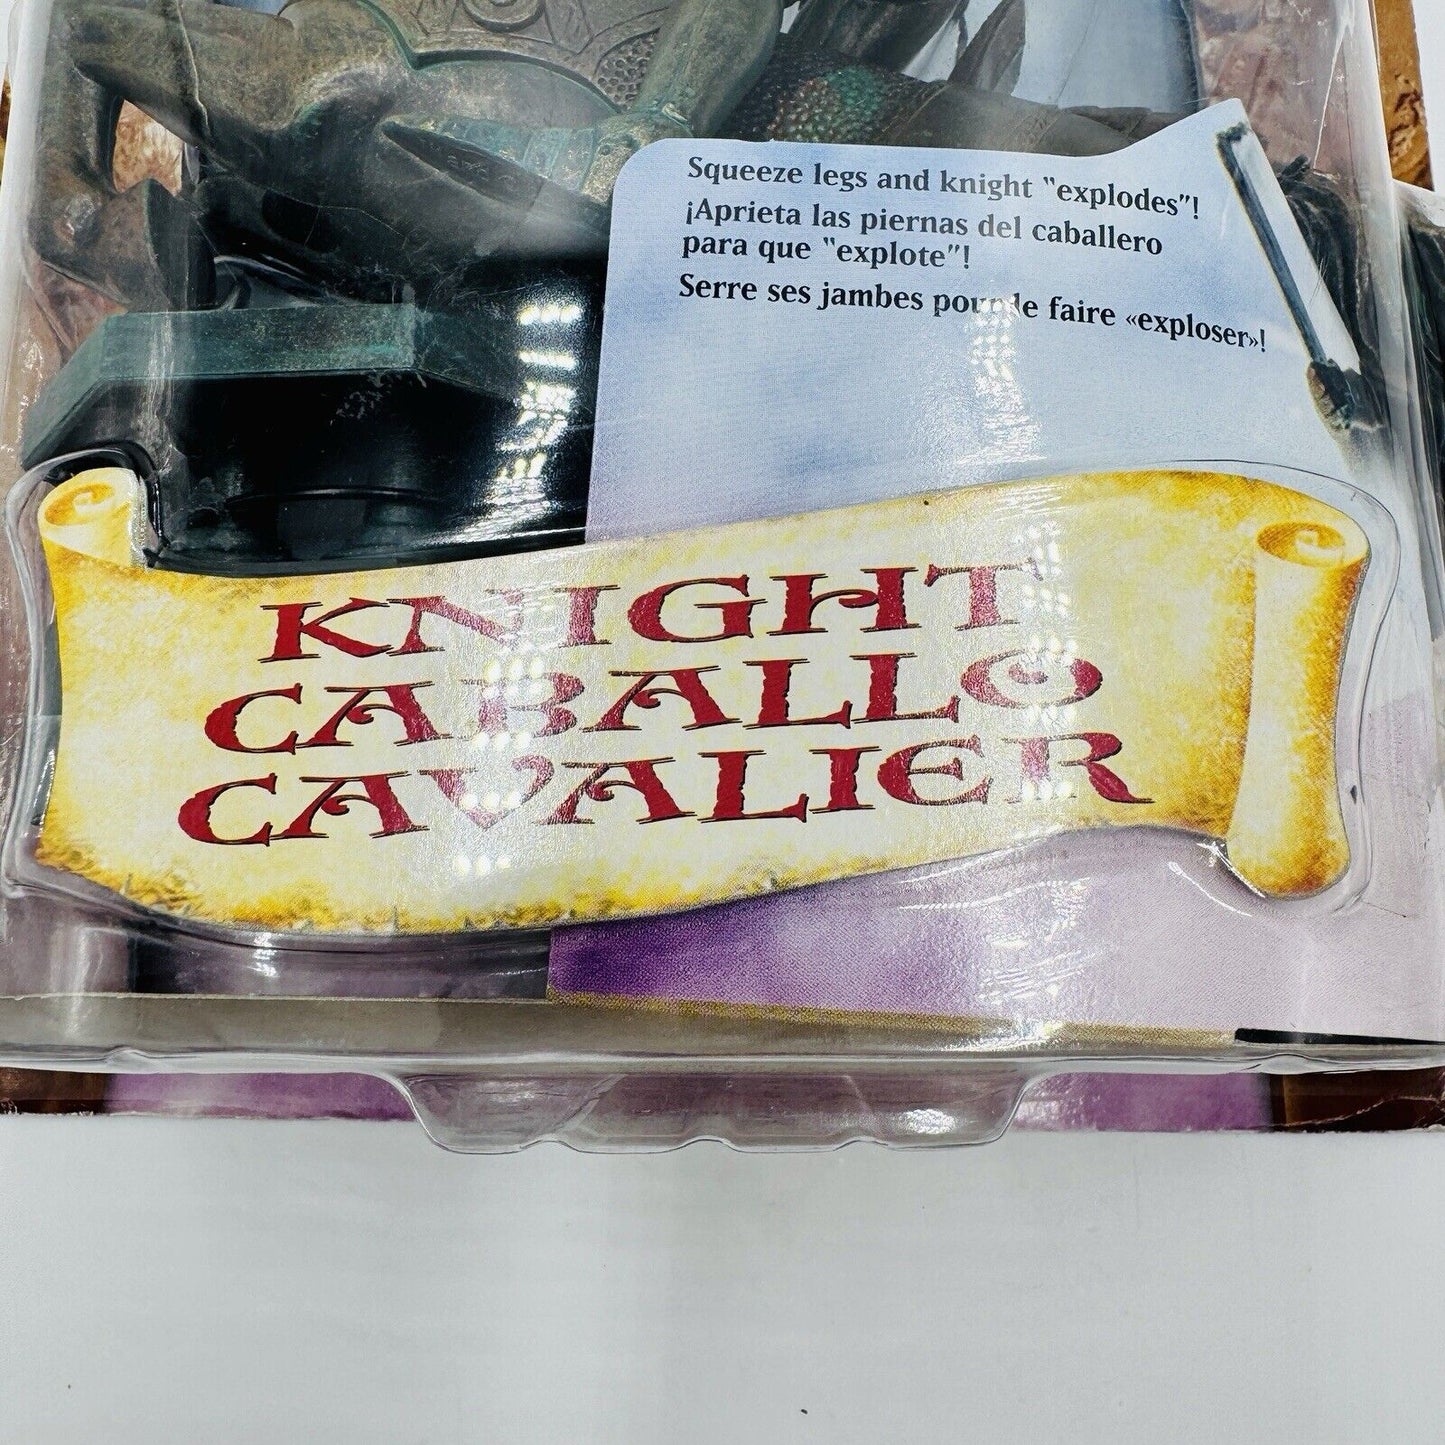 Squeeze legs and knight "explodes"!
¡Aprieta las piernas del caballero
para que "explote"!
Serre ses jambes pour le faire «exploser»!
KNIGHT
CABALLO
CAVALIER